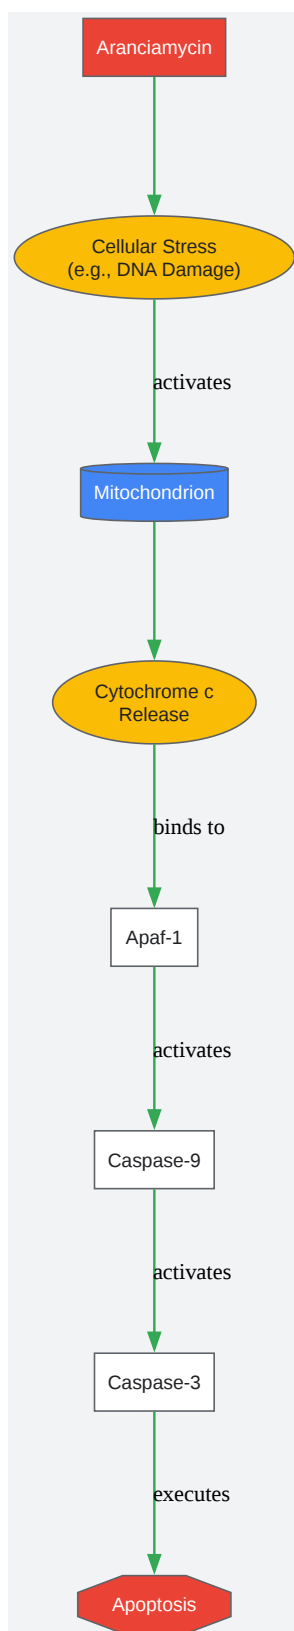 Aranciamycin
Cellular Stress
(e.g., DNA Damage)
activates
Mitochondrion
Cytochrome c
Release
binds to
Apaf-1
activates
Caspase-9
activates
Caspase-3
executes
Apoptosis